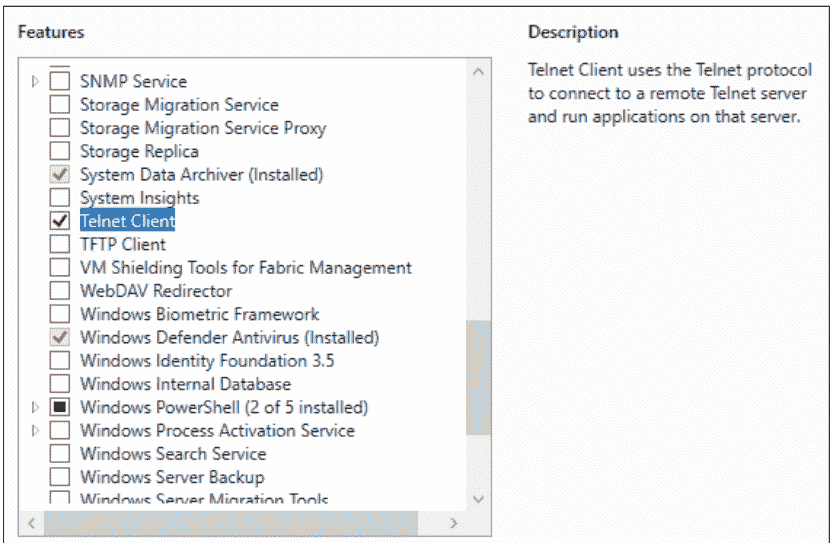 Features
SNMP Service
Storage Migration Service
Storage Migration Service Proxy
Storage Replica
System Data Archiver (Installed)
System Insights
Telnet Client
TFTP Client
VM Shielding Tools for Fabric Management
WebDAV Redirector
Windows Biometric Framework
Windows Defender Antivirus (Installed)
Windows Identity Foundation 3.5
Windows Internal Database
Windows PowerShell (2 of 5 installed)
Windows Process Activation Service
Windows Search Service
Windows Server Backup
Windows Server Migration Tools
Description
Telnet Client uses the Telnet protocol
to connect to a remote Telnet server
and run applications on that server.